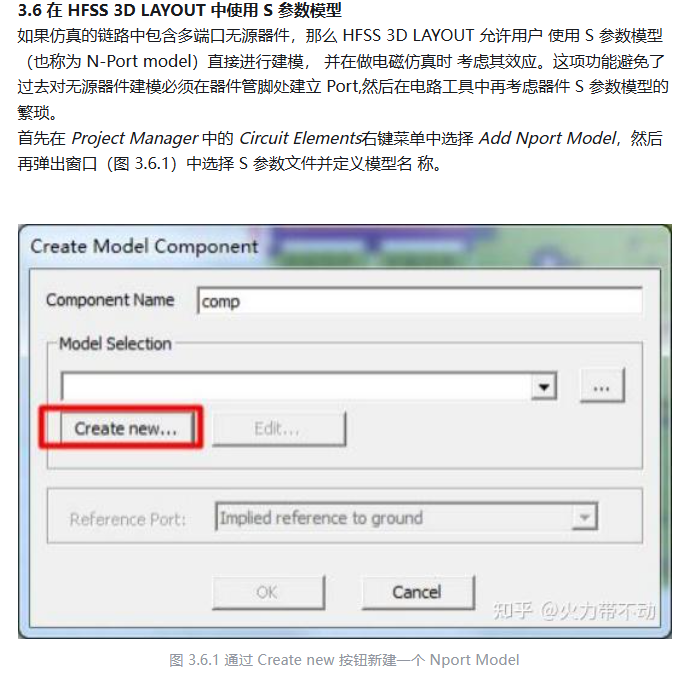 3.6 在 HFSS 3D LAYOUT 中使用 S 参数模型
如果仿真的链路中包含多端口无源器件，那么 HFSS 3D LAYOUT 允许用户 使用 S 参数模型
（也称为 N-Port model）直接进行建模， 并在做电磁仿真时 考虑其效应。这项功能避免了
过去对无源器件建模必须在器件管脚处建立 Port,然后在电路工具中再考虑器件 S 参数模型的
繁琐。
首先在 Project Manager 中的 Circuit Elements右键菜单中选择 Add Nport Model，然后
再弹出窗口（图 3.6.1）中选择 S 参数文件并定义模型名 称。
Create Model Component
Component Name comp
Model Selection
...
Create new... Edit...
Reference Port: Implied reference to ground
OK Cancel
知乎 @火力带不动
图 3.6.1 通过 Create new 按钮新建一个 Nport Model